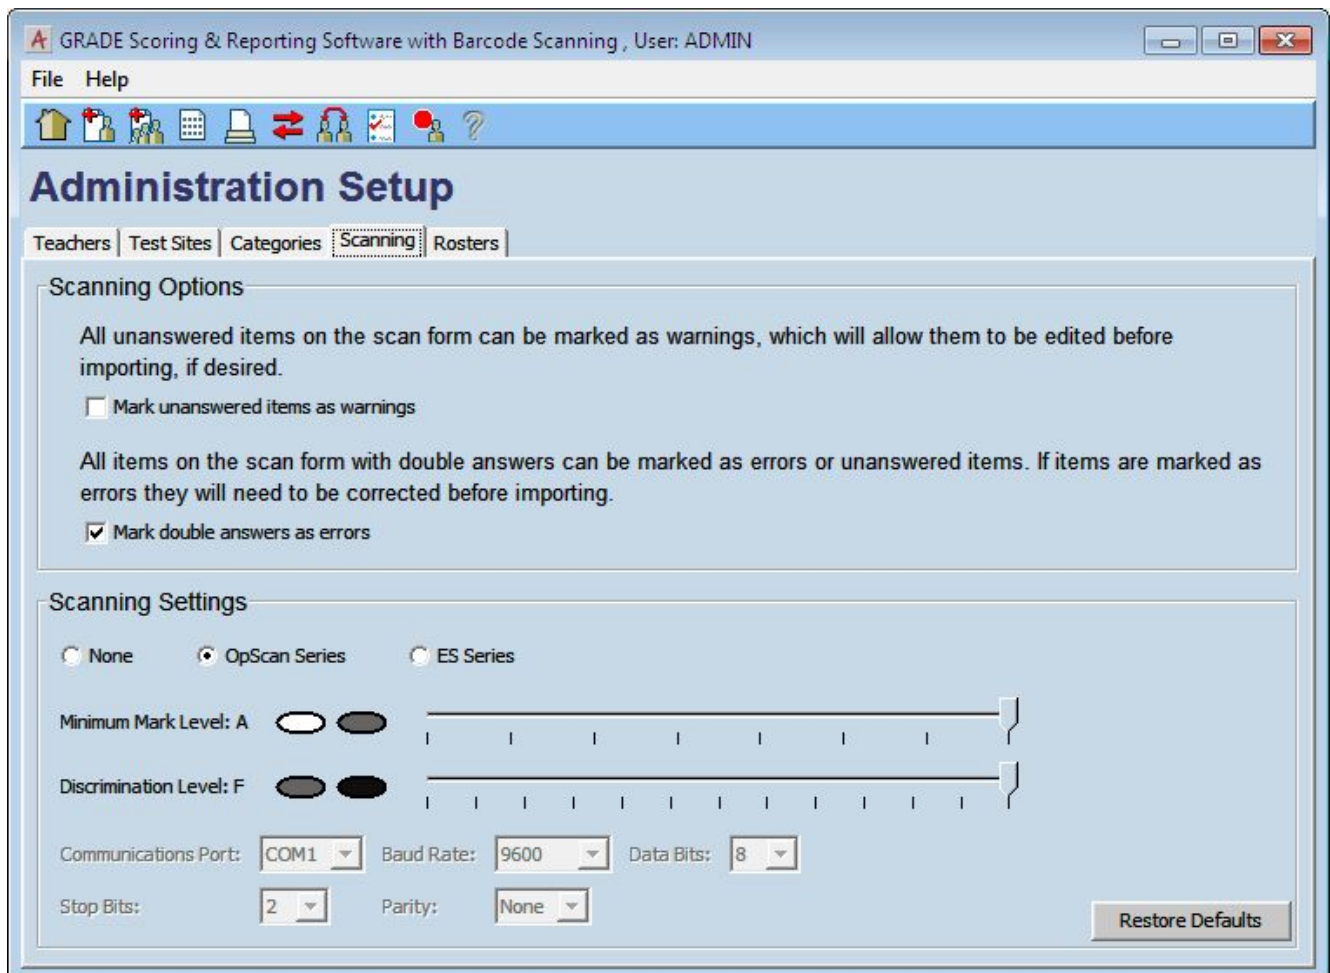 GRADE Scoring & Reporting Software with Barcode Scanning , User: ADMIN
File Help
Administration Setup
Teachers Test Sites Categories Scanning Rosters
Scanning Options
All unanswered items on the scan form can be marked as warnings, which will allow them to be edited before
importing, if desired.
Mark unanswered items as warnings
All items on the scan form with double answers can be marked as errors or unanswered items. If items are marked as
errors they will need to be corrected before importing.
Mark double answers as errors
Scanning Settings
None OpScan Series ES Series
Minimum Mark Level: A
Discrimination Level: F
Communications Port: COM1 Baud Rate: 9600 Data Bits: 8
Stop Bits: 2 Parity: None
Restore Defaults